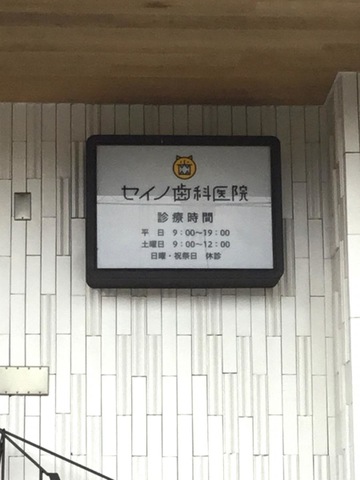 セイノ歯科医院
診療時間
平　日　9：00〜19：00
土曜日　9：00〜12：00
日曜・祝祭日　休診